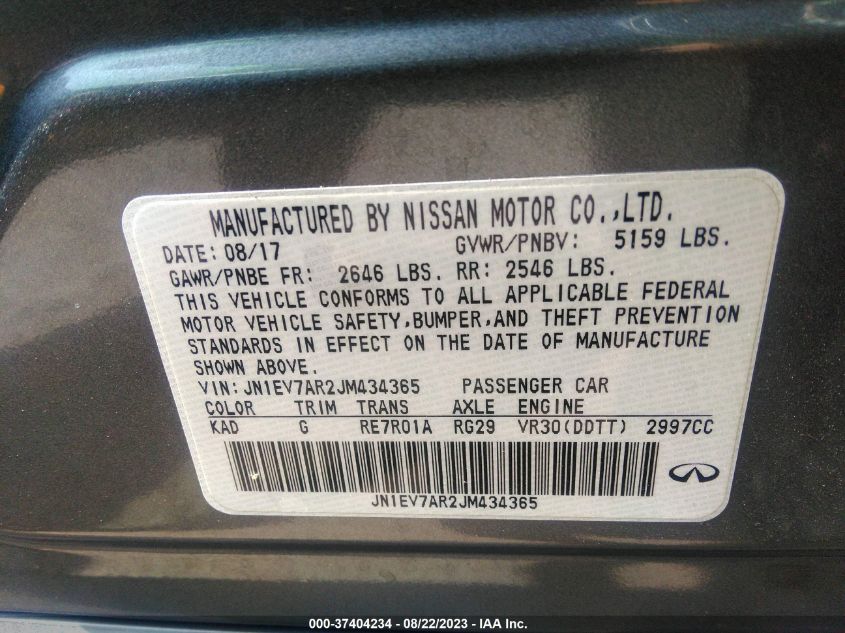 MANUFACTURED BY NISSAN MOTOR CO.,LTD.
DATE: 08/17 GVWR/PNBV: 5159 LBS.
GAWR/PNBE FR: 2646 LBS. RR: 2546 LBS.
THIS VEHICLE CONFORMS TO ALL APPLICABLE FEDERAL
MOTOR VEHICLE SAFETY,BUMPER,AND THEFT PREVENTION
STANDARDS IN EFFECT ON THE DATE OF MANUFACTURE
SHOWN ABOVE.
VIN: JN1EV7AR2JM434365 PASSENGER CAR
COLOR TRIM TRANS AXLE ENGINE
KAD G RE7R01A RG29 VR30(DDTT) 2997CC
JN1EV7AR2JM434365
000-37404234 - 08/22/2023 - IAA Inc.